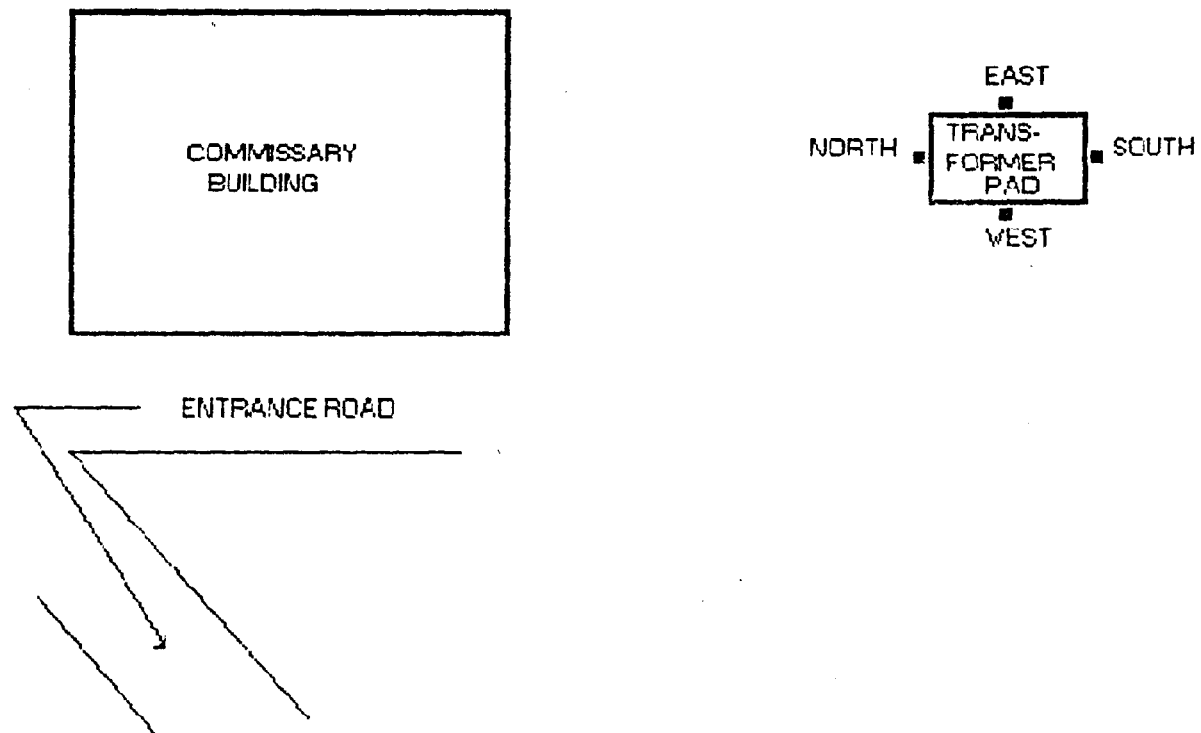 EAST
COMMISSARY
BUILDING
NORTH
TRANS-
FORMER
PAD
SOUTH
WEST
ENTRANCE ROAD